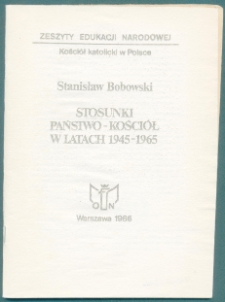 ZESZYTY EDUKACJI NARODOWEJ
Kościół katolicki w Polsce
Stanisław Bobowski
STOSUNKI
PAŃSTWO-KOŚCIÓŁ
W LATACH 1945-1965
Warszawa 1988